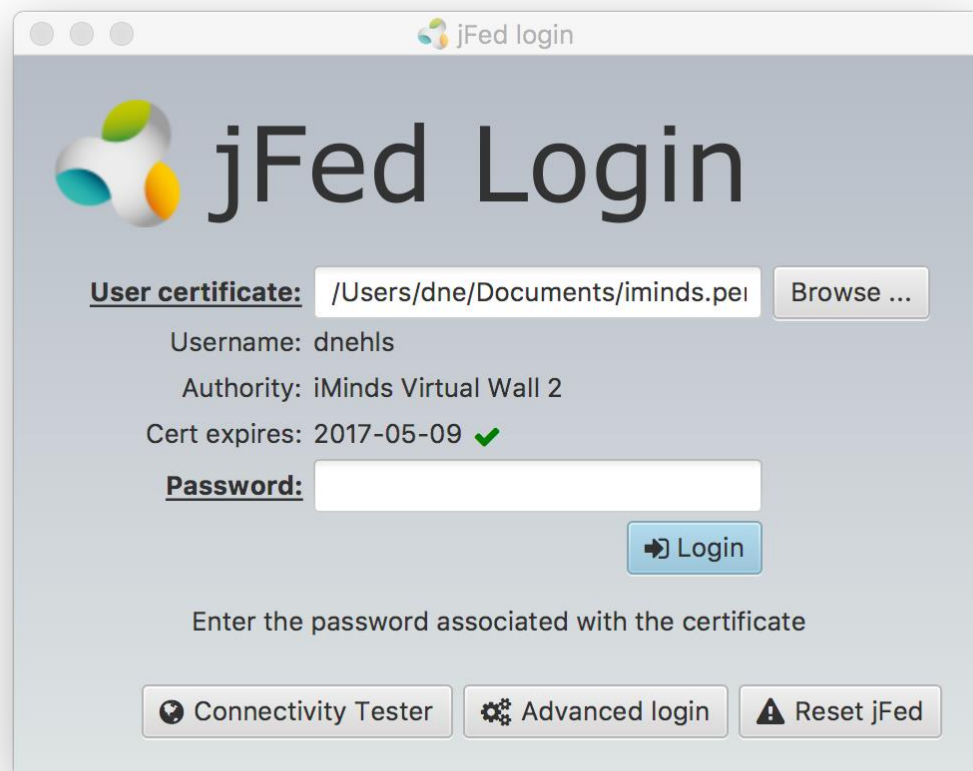 jFed login
jFed Login
User certificate: /Users/dne/Documents/iminds.pe Browse ...
Username: dnehls
Authority: iMinds Virtual Wall 2
Cert expires: 2017-05-09
Password:
Login
Enter the password associated with the certificate
Connectivity Tester Advanced login Reset jFed